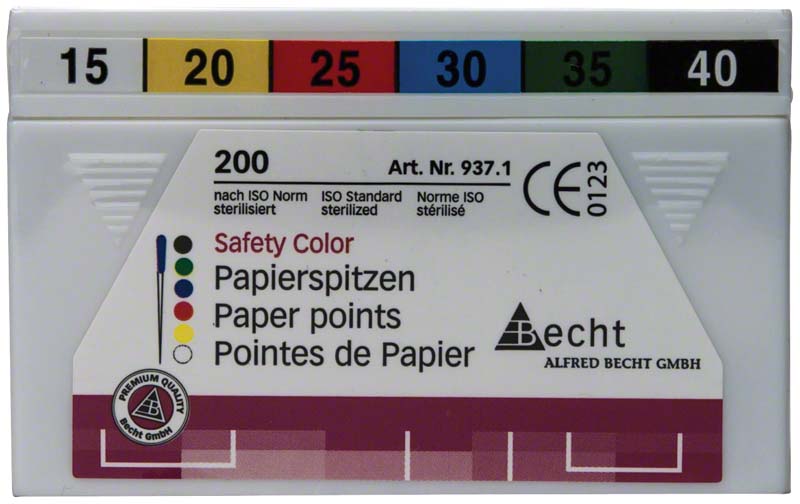 15 20 25 30 35 40
200 Art. Nr. 937.1
nach ISO Norm ISO Standard Norme ISO
sterilisiert sterilized stérilisé
CE 0123
Safety Color
Papierspitzen
Paper points
Pointes de Papier
Becht
ALFRED BECHT GMBH
PREMIUM QUALITY
Becht GmbH